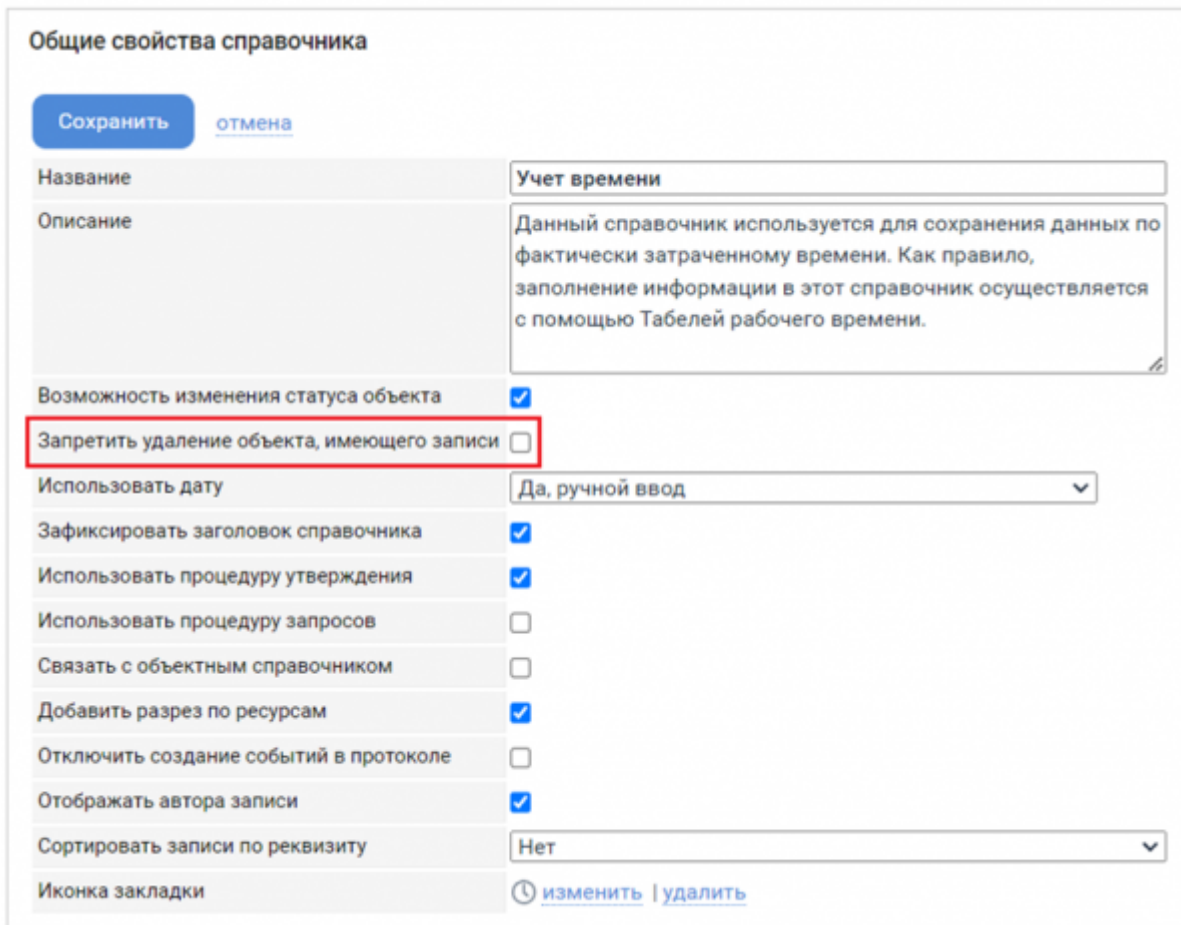 Общие свойства справочника
Сохранить отмена
Название Учет времени
Описание Данный справочник используется для сохранения данных по
фактически затраченному времени. Как правило,
заполнение информации в этот справочник осуществляется
с помощью Табелей рабочего времени.
Возможность изменения статуса объекта
Запретить удаление объекта, имеющего записи
Использовать дату Да, ручной ввод
Зафиксировать заголовок справочника
Использовать процедуру утверждения
Использовать процедуру запросов
Связать с объектным справочником
Добавить разрез по ресурсам
Отключить создание событий в протоколе
Отображать автора записи
Сортировать записи по реквизиту Нет
Иконка закладки изменить | удалить